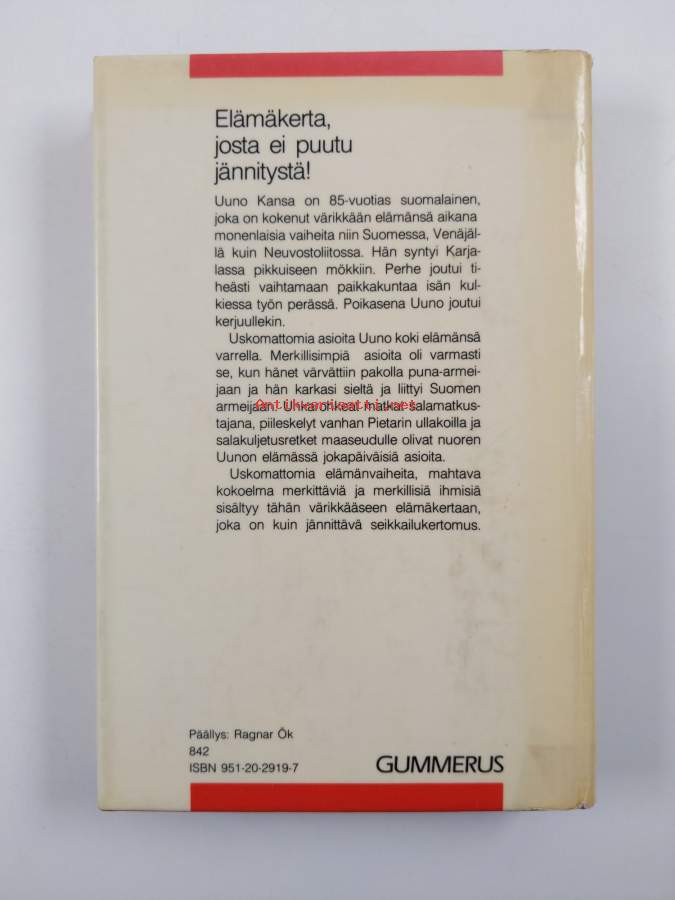 Elämäkerta,
josta ei puutu
jännitystä!
Uuno Kansa on 85-vuotias suomalainen,
joka on kokenut värikkään elämänsä aikana
monenlaisia vaiheita niin Suomessa, Venäjäl-
lä kuin Neuvostoliitossa. Hän syntyi Karja-
lassa pikkuiseen mökkiin. Perhe joutui ti-
heästi vaihtamaan paikkakuntaa isän kul-
kiessa työn perässä. Poikasena Uuno joutui
kerjuullekin.
Uskomattomia asioita Uuno koki elämänsä
varrella. Merkillisimpiä asioita oli varmasti
se, kun hänet värvättiin pakolla puna-armei-
jaan ja hän karkasi sieltä ja liittyi Suomen
Antikvariaatti.net
armeijaan. Uhkarohkeat matkat salamatkus-
tajana, piileskelyt vanhan Pietarin ullakoilla ja
salakuljetusretket maaseudulle olivat nuoren
Uunon elämässä jokapäiväisiä asioita.
Uskomattomia elämänvaiheita, mahtava
kokoelma merkittäviä ja merkillisiä ihmisiä
sisältyy tähän värikkääseen elämäkertaan,
joka on kuin jännittävä seikkailukertomus.
Päällys: Ragnar Ök
842
ISBN 951-20-2919-7
GUMMERUS